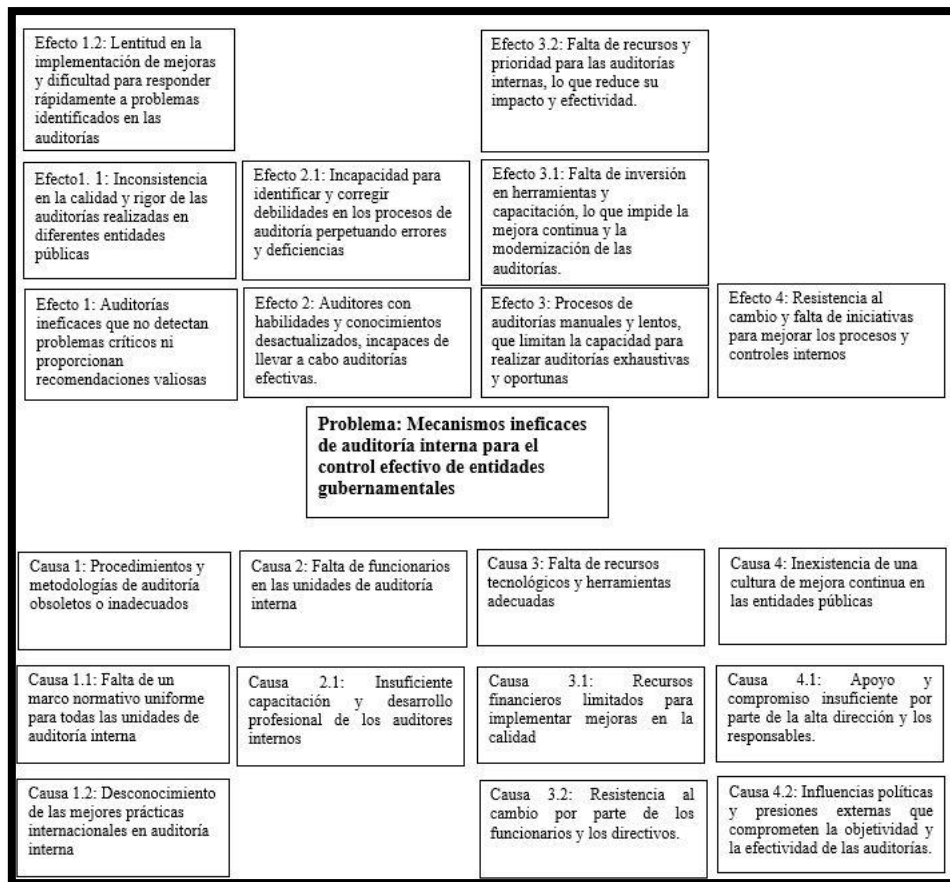 Efecto 1.2: Lentitud en la
implementación de mejoras
y dificultad para responder
rápidamente a problemas
identificados en las
auditorías
Efecto 3.2: Falta de recursos y
prioridad para las auditorías
internas, lo que reduce su
impacto y efectividad.
Efecto1. 1: Inconsistencia
en la calidad y rigor de las
auditorías realizadas en
diferentes entidades
públicas
Efecto 2.1: Incapacidad para
identificar y corregir
debilidades en los procesos
de auditoría perpetuando
errores y deficiencias
Efecto 3.1: Falta de inversión
en herramientas y
capacitación, lo que impide la
mejora continua y la
modernización de las
auditorías.
Efecto 1: Auditorías
ineficaces que no detectan
problemas críticos ni
proporcionan
recomendaciones valiosas
Efecto 2: Auditores con
habilidades y conocimientos
desactualizados, incapaces de
llevar a cabo auditorías
efectivas.
Efecto 3: Procesos de
auditorías manuales y lentos,
que limitan la capacidad para
realizar auditorías exhaustivas
y oportunas
Efecto 4: Resistencia al
cambio y falta de iniciativas
para mejorar los procesos y
controles internos
Problema: Mecanismos ineficaces
de auditoría interna para el
control efectivo de entidades
gubernamentales
Causa 1: Procedimientos y
metodologías de auditoría
obsoletos o inadecuados
Causa 2: Falta de funcionarios
en las unidades de auditoría
interna
Causa 3: Falta de recursos
tecnológicos y herramientas
adecuadas
Causa 4: Inexistencia de una
cultura de mejora continua en
las entidades públicas
Causa 1.1: Falta de un
marco normativo uniforme
para todas las unidades de
auditoría interna
Causa 2.1: Insuficiente
capacitación y desarrollo
profesional de los auditores
internos
Causa 3.1: Recursos
financieros limitados para
implementar mejoras en la
calidad
Causa 4.1: Apoyo y
compromiso insuficiente por
parte de la alta dirección y los
responsables.
Causa 1.2: Desconocimiento
de las mejores prácticas
internacionales en auditoría
interna
Causa 3.2: Resistencia al
cambio por parte de los
funcionarios y los directivos.
Causa 4.2: Influencias políticas
y presiones externas que
comprometen la objetividad y
la efectividad de las auditorías.